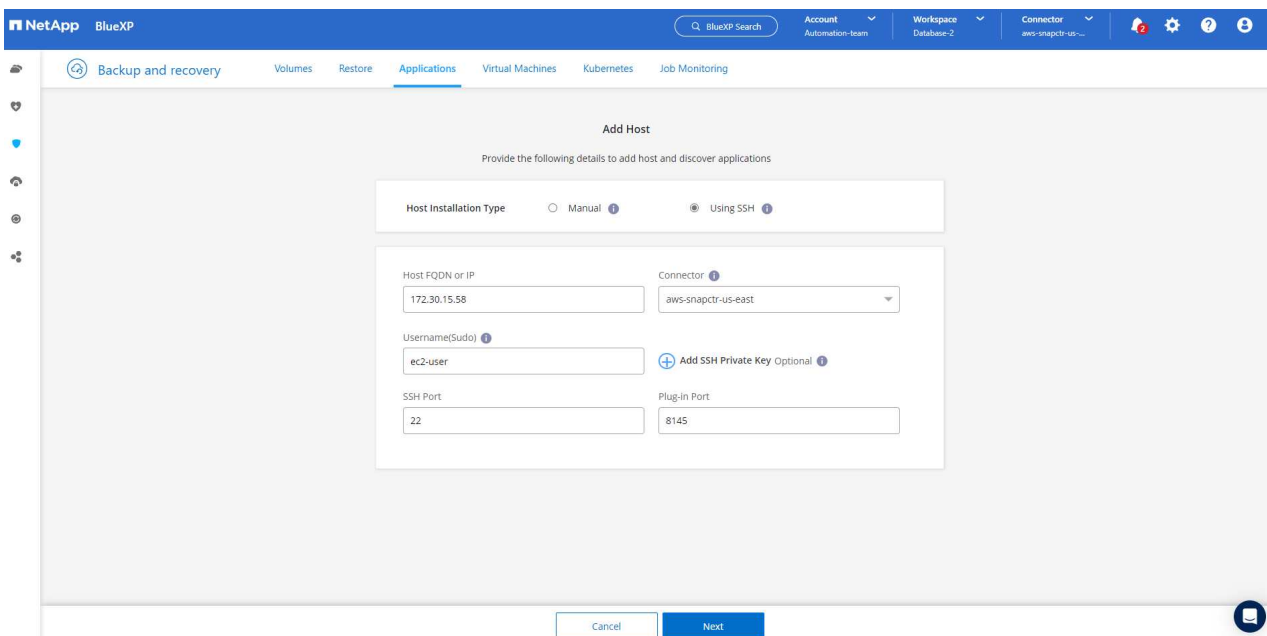 NetApp BlueXP
BlueXP Search
Account
Automation-team
Workspace
Database-2
Connector
aws-snapctr-us-...
2
Backup and recovery
Volumes
Restore
Applications
Virtual Machines
Kubernetes
Job Monitoring
Add Host
Provide the following details to add host and discover applications
Host Installation Type
Manual
Using SSH
Host FQDN or IP
172.30.15.58
Connector
aws-snapctr-us-east
Username(Sudo)
ec2-user
Add SSH Private Key Optional
SSH Port
22
Plug-in Port
8145
Cancel
Next